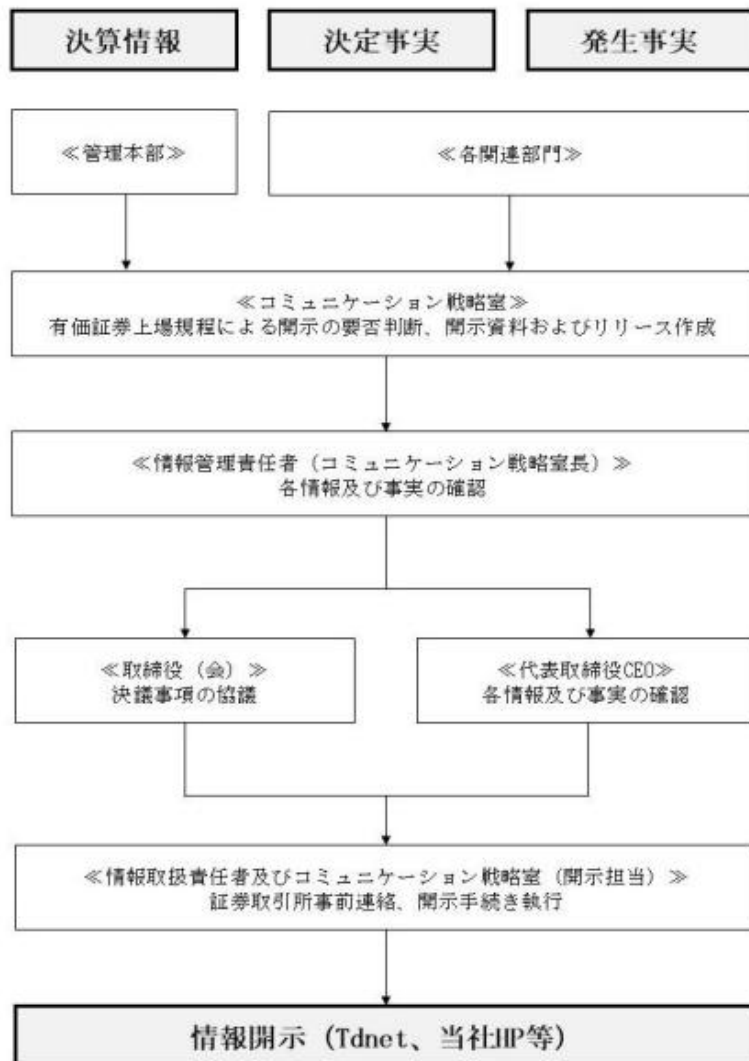 決算情報
決定事実
発生事実
≪管理本部≫
≪各関連部門≫
≪コミュニケーション戦略室≫
有価証券上場規程による開示の要否判断、開示資料およびリリース作成
≪情報管理責任者（コミュニケーション戦略室長）≫
各情報及び事実の確認
≪取締役（会）≫
決議事項の協議
≪代表取締役CEO≫
各情報及び事実の確認
≪情報取扱責任者及びコミュニケーション戦略室（開示担当）≫
証券取引所事前連絡、開示手続き執行
情報開示（Tdnet、当社HP等）